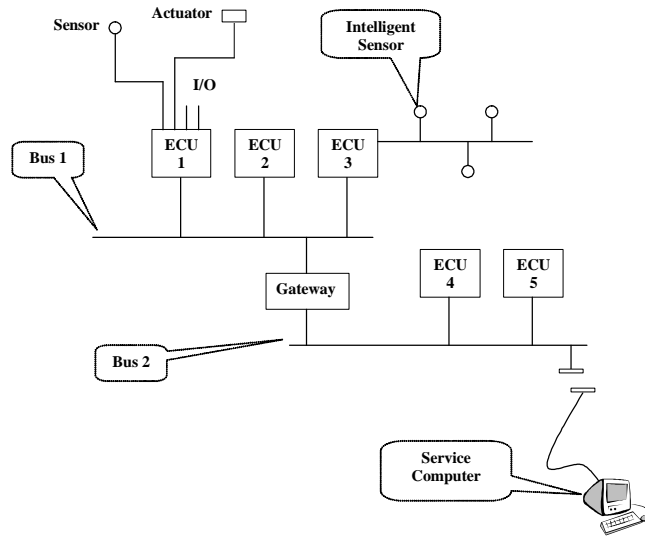 Actuator
Sensor
Intelligent
Sensor
I/O
ECU
1
ECU
2
ECU
3
Bus 1
ECU
4
ECU
5
Gateway
Bus 2
Service
Computer